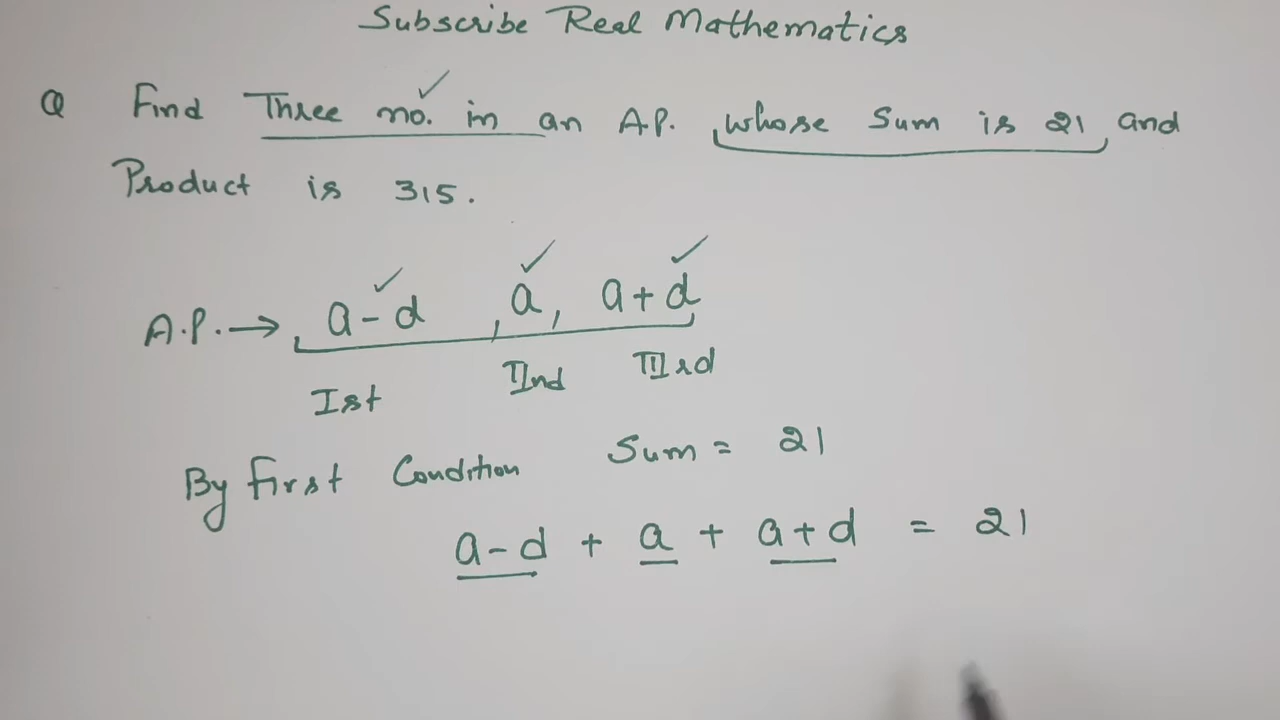 Subscribe Real Mathematics
Q Find Three no. in an A.P. whose Sum is 21 and
Product is 315.
A.P. → a-d, a, a+d
Ist IInd IIIrd
By First Condition Sum = 21
a-d + a + a+d = 21